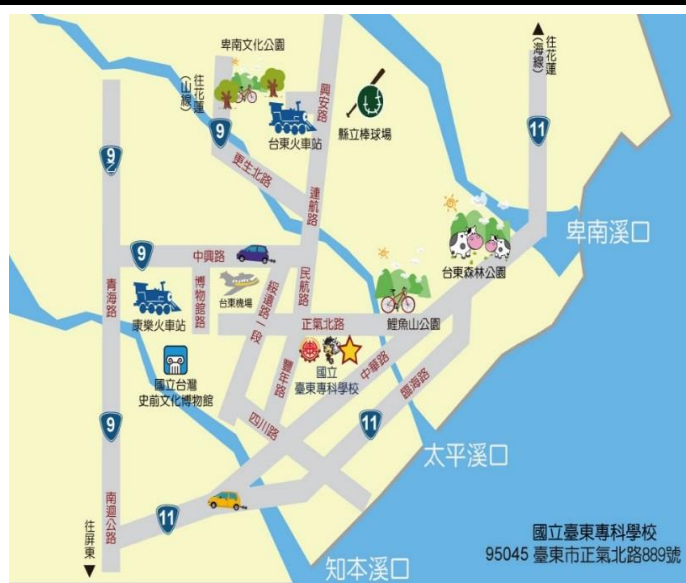 卑南文化公園
往花蓮
(山線)
往花蓮
(海線)
興安路
縣立棒球場
台東火車站
9
11
9乙
更生北路
連航路
卑南溪口
台東森林公園
9
中興路
青海路
博物館路
台東機場
綏遠路一段
民航路
康樂火車站
正氣北路
鯉魚山公園
國立
臺東專科學校
中華路
臨海路
豐年路
國立台灣
史前文化博物館
四川路
9
11
太平溪口
南迴公路
11
往屏東
知本溪口
國立臺東專科學校
95045 臺東市正氣北路889號